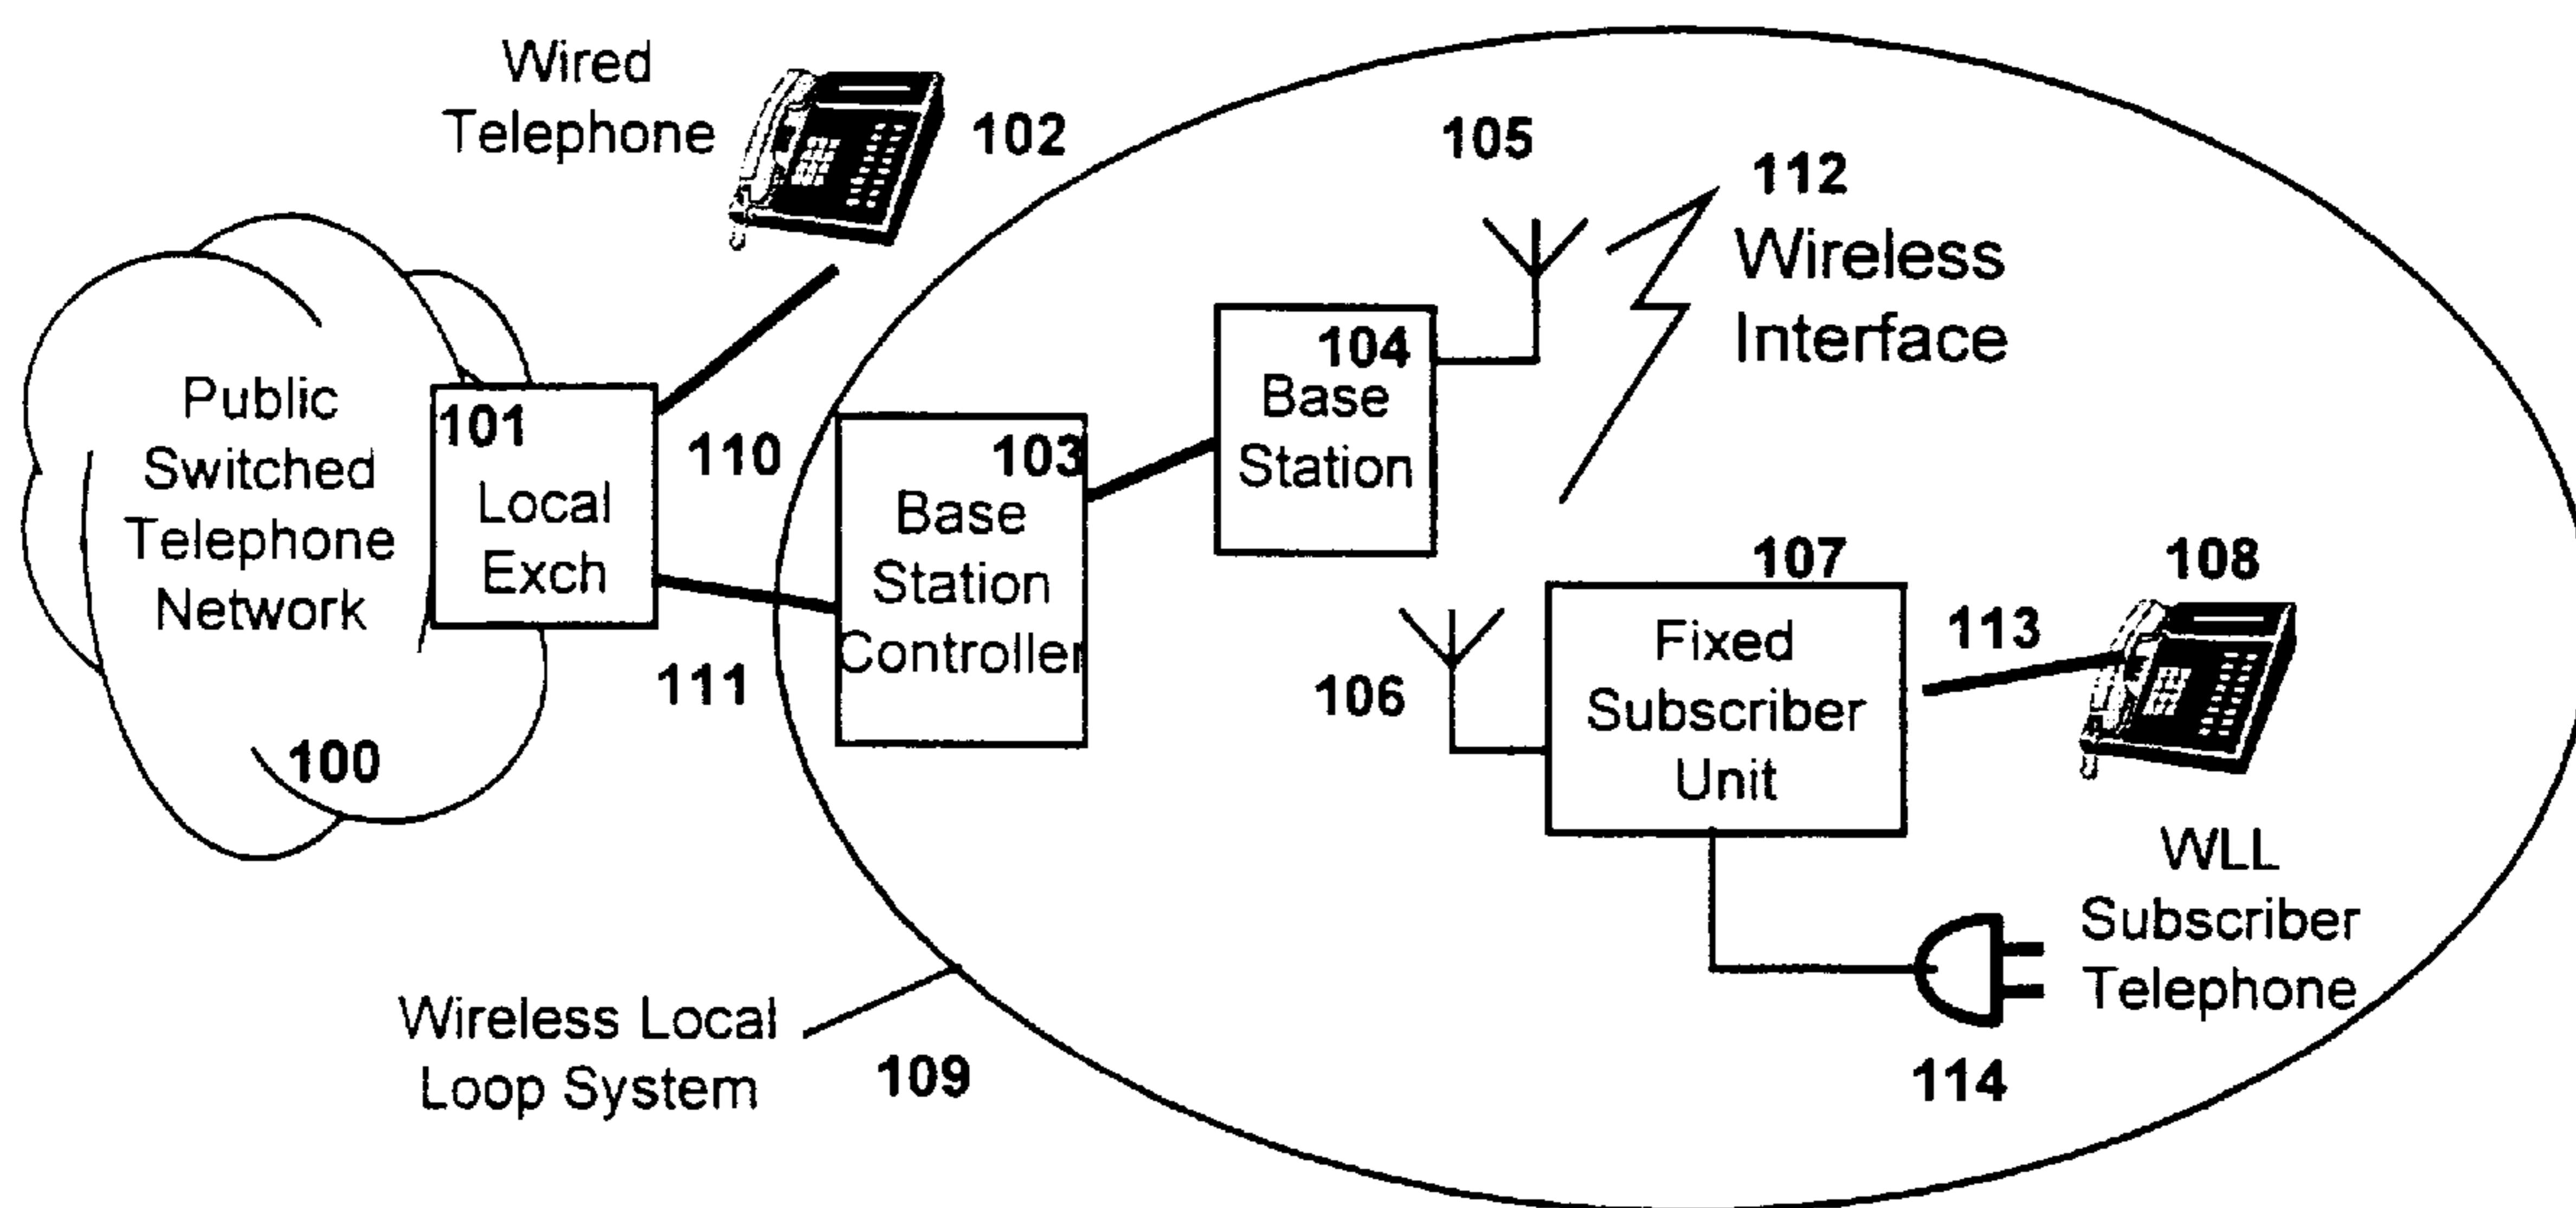 Wired
Telephone
102
105
112
Wireless
Interface
104
Base
Station
Public
Switched
Telephone
Network
100
101
Local
Exch
110
111
103
Base
Station
Controller
106
107
Fixed
Subscriber
Unit
113
108
WLL
Subscriber
Telephone
114
Wireless Local
Loop System
109